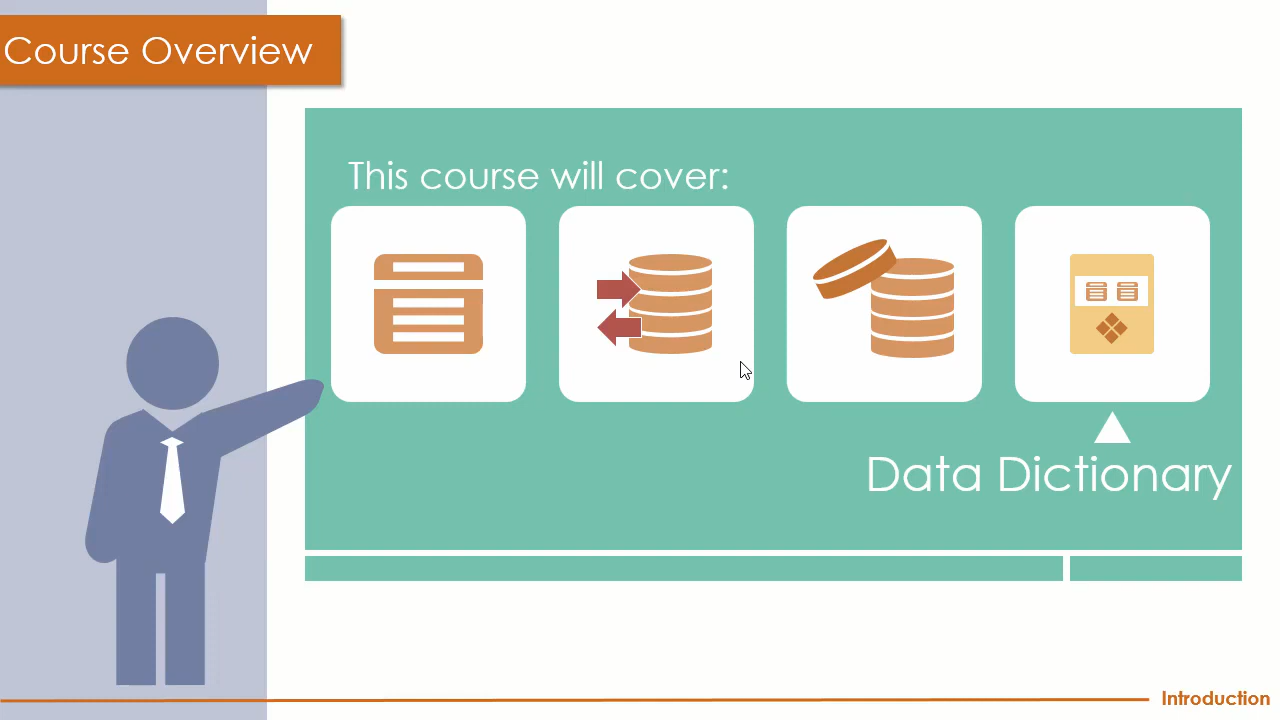 Course Overview
This course will cover:
Data Dictionary
Introduction